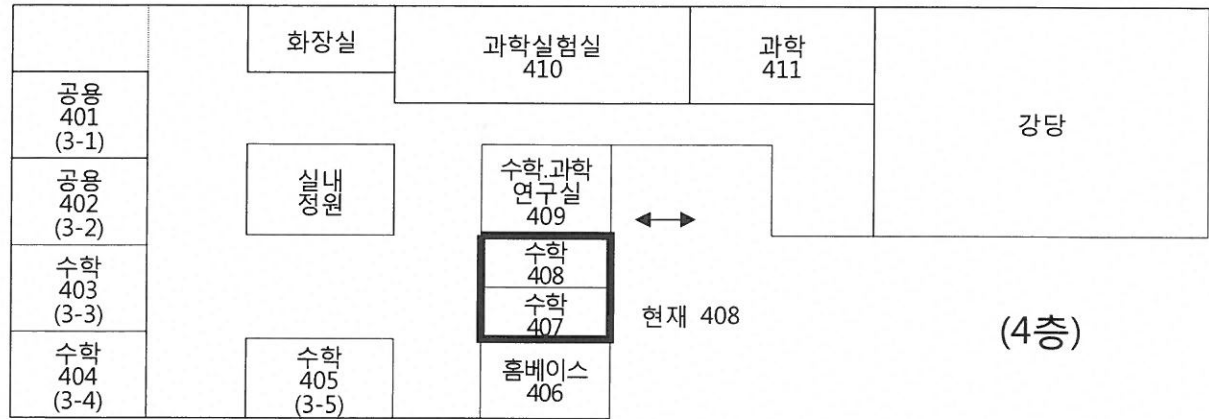 화장실
과학실험실
410
과학
411
강당
공용
401
(3-1)
공용
402
(3-2)
수학
403
(3-3)
수학
404
(3-4)
실내
정원
수학
405
(3-5)
수학.과학
연구실
409
수학
408
수학
407
홈베이스
406
현재 408
(4층)